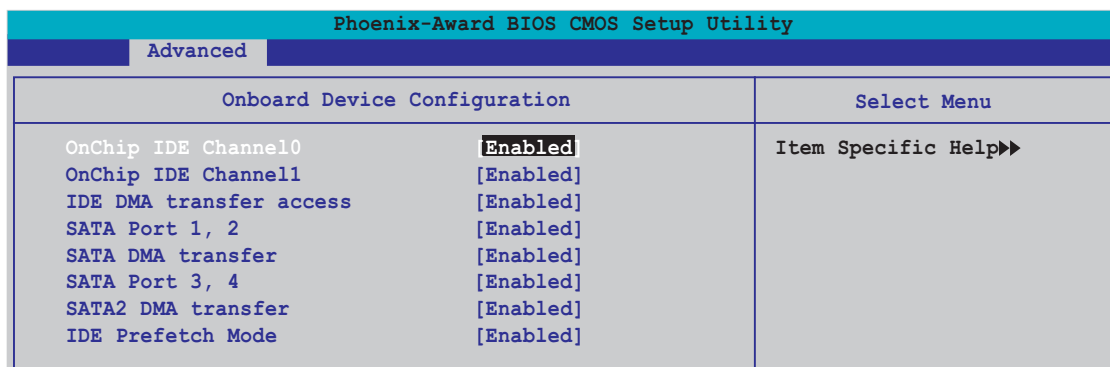 Phoenix-Award BIOS CMOS Setup Utility
Advanced
Onboard Device Configuration
Select Menu
OnChip IDE Channel0 [Enabled]
Item Specific Help▶▶
OnChip IDE Channel1 [Enabled]
IDE DMA transfer access [Enabled]
SATA Port 1, 2 [Enabled]
SATA DMA transfer [Enabled]
SATA Port 3, 4 [Enabled]
SATA2 DMA transfer [Enabled]
IDE Prefetch Mode [Enabled]